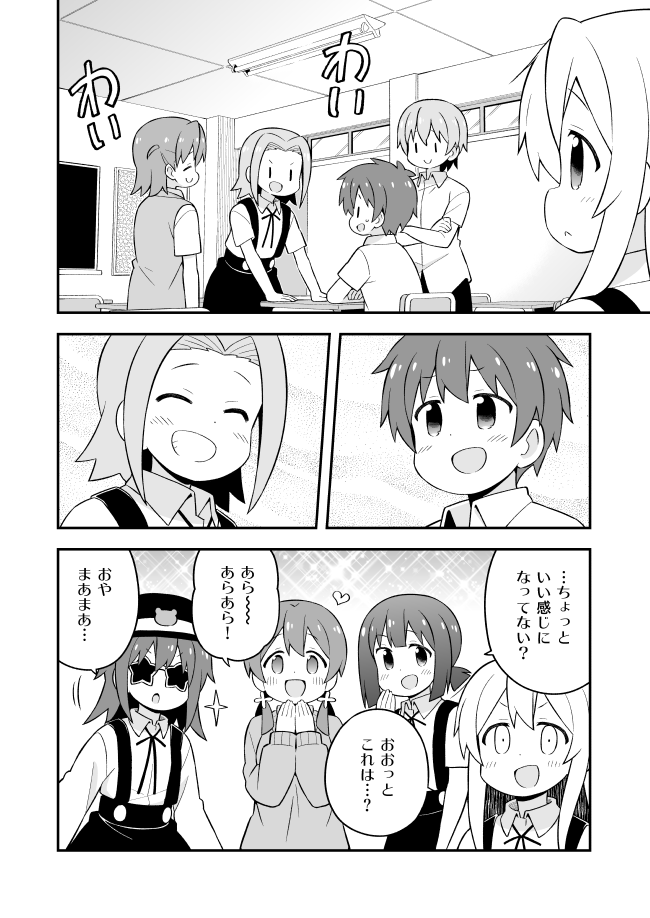 わい
わい
…ちょっと
いい感じに
なってない？
おおっと
これは…？
あら〜〜
あらあら！
おや
まあまあ…